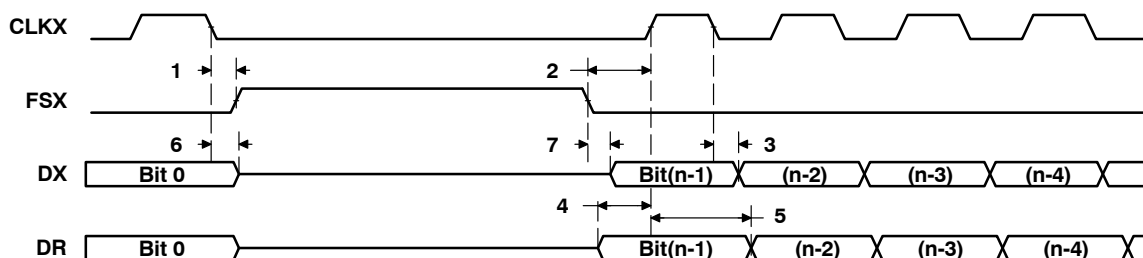 CLKX
1 2
FSX
6 7 3
DX Bit 0 Bit(n-1) (n-2) (n-3) (n-4)
4 5
DR Bit 0 Bit(n-1) (n-2) (n-3) (n-4)